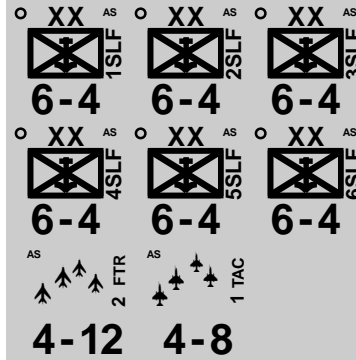 XX AS XX AS XX AS
1SLF 2SLF 3SLF
6-4 6-4 6-4
XX AS XX AS XX AS
4SLF 5SLF 6SLF
6-4 6-4 6-4
AS AS
2 FTR 1 TAC
4-12 4-8